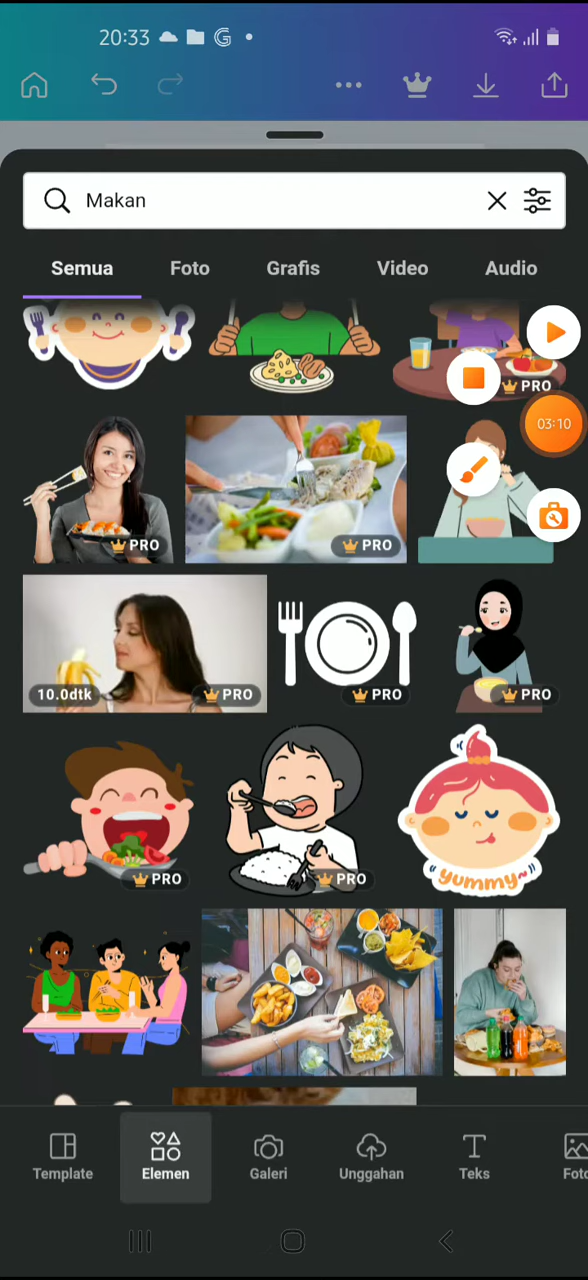 20:33
Makan
Semua Foto Grafis Video Audio
PRO
03:10
PRO
PRO
10.0dtk
PRO
PRO
PRO
PRO
PRO
yummy~
Template Elemen Galeri Unggahan Teks Foto